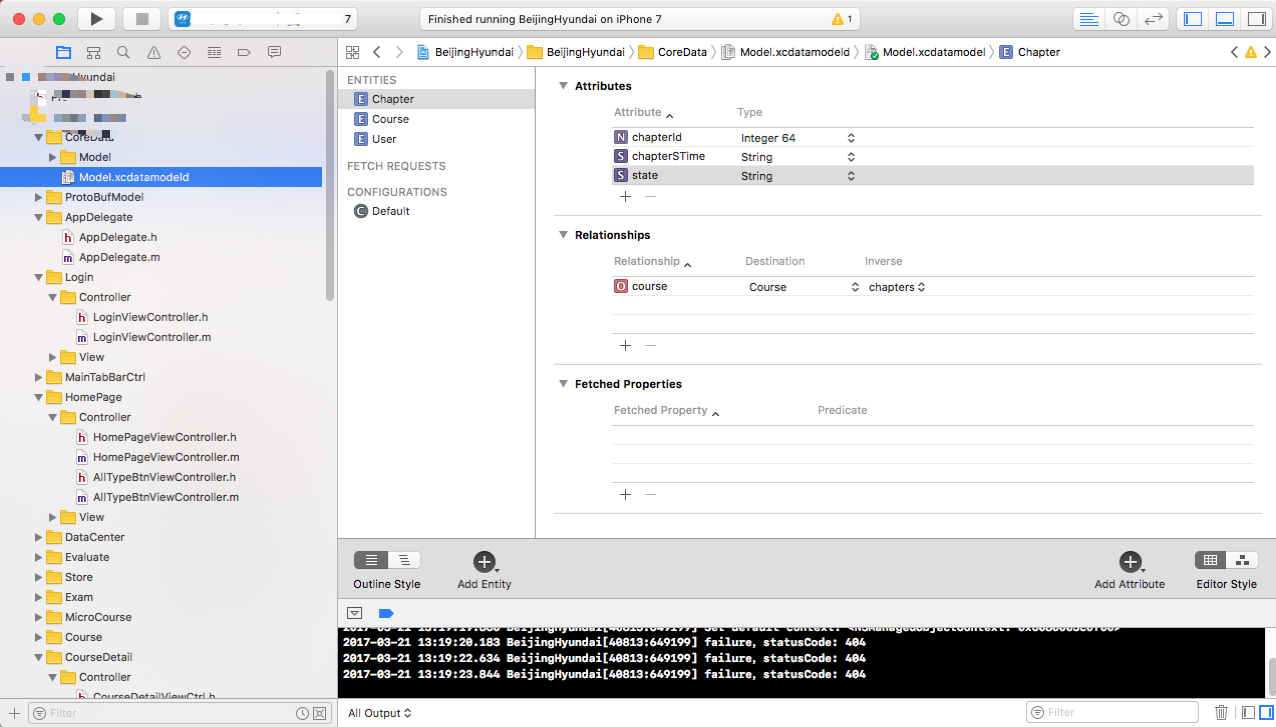 7
Finished running BeijingHyundai on iPhone 7
1
BeijingHyundai
BeijingHyundai
CoreData
Model.xcdatamodeld
Model.xcdatamodel
E Chapter
Hyundai
CoreData
Model
Model.xcdatamodeld
ProtoBufModel
AppDelegate
h AppDelegate.h
m AppDelegate.m
Login
Controller
h LoginViewController.h
m LoginViewController.m
View
MainTabBarCtrl
HomePage
Controller
h HomePageViewController.h
m HomePageViewController.m
h AllTypeBtnViewController.h
m AllTypeBtnViewController.m
View
DataCenter
Evaluate
Store
Exam
MicroCourse
Course
CourseDetail
Controller
CourseDetailViewCtrl.h
Filter
ENTITIES
E Chapter
E Course
E User
FETCH REQUESTS
CONFIGURATIONS
C Default
Attributes
Attribute Type
N chapterId Integer 64
S chapterSTime String
S state String
+ —
Relationships
Relationship Destination Inverse
O course Course chapters
+ —
Fetched Properties
Fetched Property Predicate
+ —
Outline Style
Add Entity
Add Attribute
Editor Style
2017-03-21 13:19:20.183 BeijingHyundai[40813:649199] failure, statusCode: 404
2017-03-21 13:19:22.634 BeijingHyundai[40813:649199] failure, statusCode: 404
2017-03-21 13:19:23.844 BeijingHyundai[40813:649199] failure, statusCode: 404
All Output
Filter